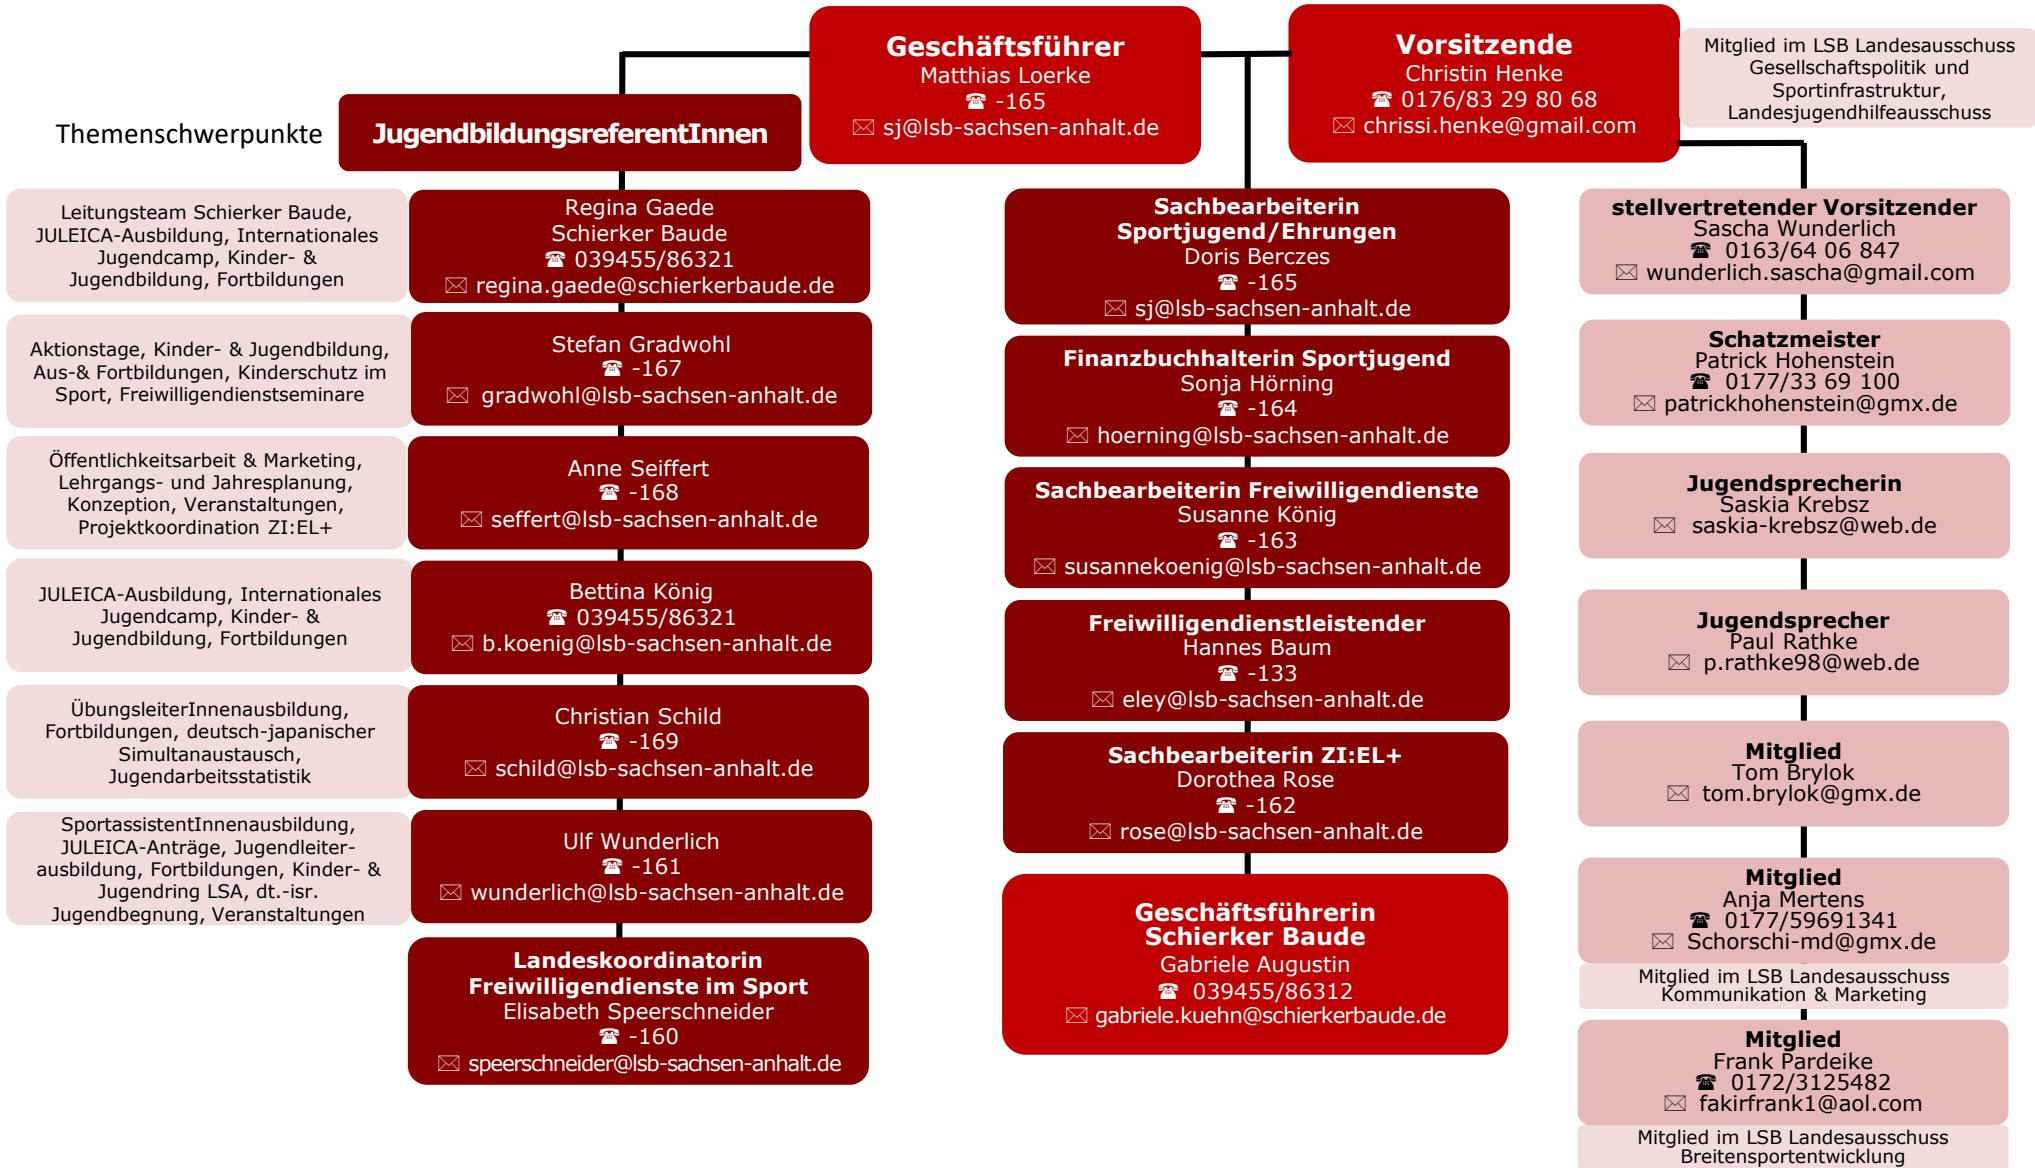 Geschäftsführer
Matthias Loerke
☎ -165
✉ sj@lsb-sachsen-anhalt.de
Vorsitzende
Christin Henke
☎ 0176/83 29 80 68
✉ chrissi.henke@gmail.com
Mitglied im LSB Landesausschuss
Gesellschaftspolitik und
Sportinfrastruktur,
Landesjugendhilfeausschuss
Themenschwerpunkte
JugendbildungsreferentInnen
Leitungsteam Schierker Baude,
JULEICA-Ausbildung, Internationales
Jugendcamp, Kinder- &
Jugendbildung, Fortbildungen
Regina Gaede
Schierker Baude
☎ 039455/86321
✉ regina.gaede@schierkerbaude.de
Aktionstage, Kinder- & Jugendbildung,
Aus-& Fortbildungen, Kinderschutz im
Sport, Freiwilligendienstseminare
Stefan Gradwohl
☎ -167
✉ gradwohl@lsb-sachsen-anhalt.de
Öffentlichkeitsarbeit & Marketing,
Lehrgangs- und Jahresplanung,
Konzeption, Veranstaltungen,
Projektkoordination ZI:EL+
Anne Seiffert
☎ -168
✉ seffert@lsb-sachsen-anhalt.de
JULEICA-Ausbildung, Internationales
Jugendcamp, Kinder- &
Jugendbildung, Fortbildungen
Bettina König
☎ 039455/86321
✉ b.koenig@lsb-sachsen-anhalt.de
ÜbungsleiterInnenausbildung,
Fortbildungen, deutsch-japanischer
Simultanaustausch,
Jugendarbeitsstatistik
Christian Schild
☎ -169
✉ schild@lsb-sachsen-anhalt.de
SportassistentInnenausbildung,
JULEICA-Anträge, Jugendleiter-
ausbildung, Fortbildungen, Kinder- &
Jugendring LSA, dt.-isr.
Jugendbegnung, Veranstaltungen
Ulf Wunderlich
☎ -161
✉ wunderlich@lsb-sachsen-anhalt.de
Landeskoordinatorin
Freiwilligendienste im Sport
Elisabeth Speerschneider
☎ -160
✉ speerschneider@lsb-sachsen-anhalt.de
Sachbearbeiterin
Sportjugend/Ehrungen
Doris Berczes
☎ -165
✉ sj@lsb-sachsen-anhalt.de
Finanzbuchhalterin Sportjugend
Sonja Hörning
☎ -164
✉ hoerning@lsb-sachsen-anhalt.de
Sachbearbeiterin Freiwilligendienste
Susanne König
☎ -163
✉ susannekoenig@lsb-sachsen-anhalt.de
Freiwilligendienstleistender
Hannes Baum
☎ -133
✉ eley@lsb-sachsen-anhalt.de
Sachbearbeiterin ZI:EL+
Dorothea Rose
☎ -162
✉ rose@lsb-sachsen-anhalt.de
Geschäftsführerin
Schierker Baude
Gabriele Augustin
☎ 039455/86312
✉ gabriele.kuehn@schierkerbaude.de
stellvertretender Vorsitzender
Sascha Wunderlich
☎ 0163/64 06 847
✉ wunderlich.sascha@gmail.com
Schatzmeister
Patrick Hohenstein
☎ 0177/33 69 100
✉ patrickhohenstein@gmx.de
Jugendsprecherin
Saskia Krebsz
✉ saskia-krebsz@web.de
Jugendsprecher
Paul Rathke
✉ p.rathke98@web.de
Mitglied
Tom Brylok
✉ tom.brylok@gmx.de
Mitglied
Anja Mertens
☎ 0177/59691341
✉ Schorschi-md@gmx.de
Mitglied im LSB Landesausschuss
Kommunikation & Marketing
Mitglied
Frank Pardeike
☎ 0172/3125482
✉ fakirfrank1@aol.com
Mitglied im LSB Landesausschuss
Breitensportentwicklung